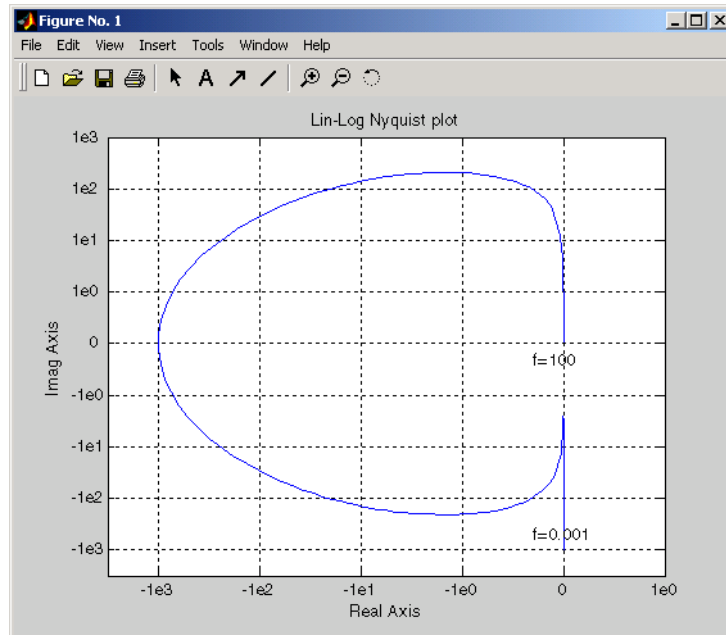 Figure No. 1
File Edit View Insert Tools Window Help
A
Lin-Log Nyquist plot
1e3
1e2
1e1
1e0
0
-1e0
-1e1
-1e2
-1e3
Imag Axis
f=100
f=0.001
-1e3 -1e2 -1e1 -1e0 0 1e0
Real Axis